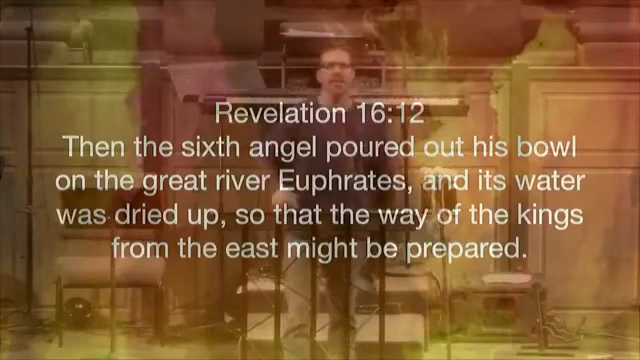 Revelation 16:12
Then the sixth angel poured out his bowl
on the great river Euphrates, and its water
was dried up, so that the way of the kings
from the east might be prepared.